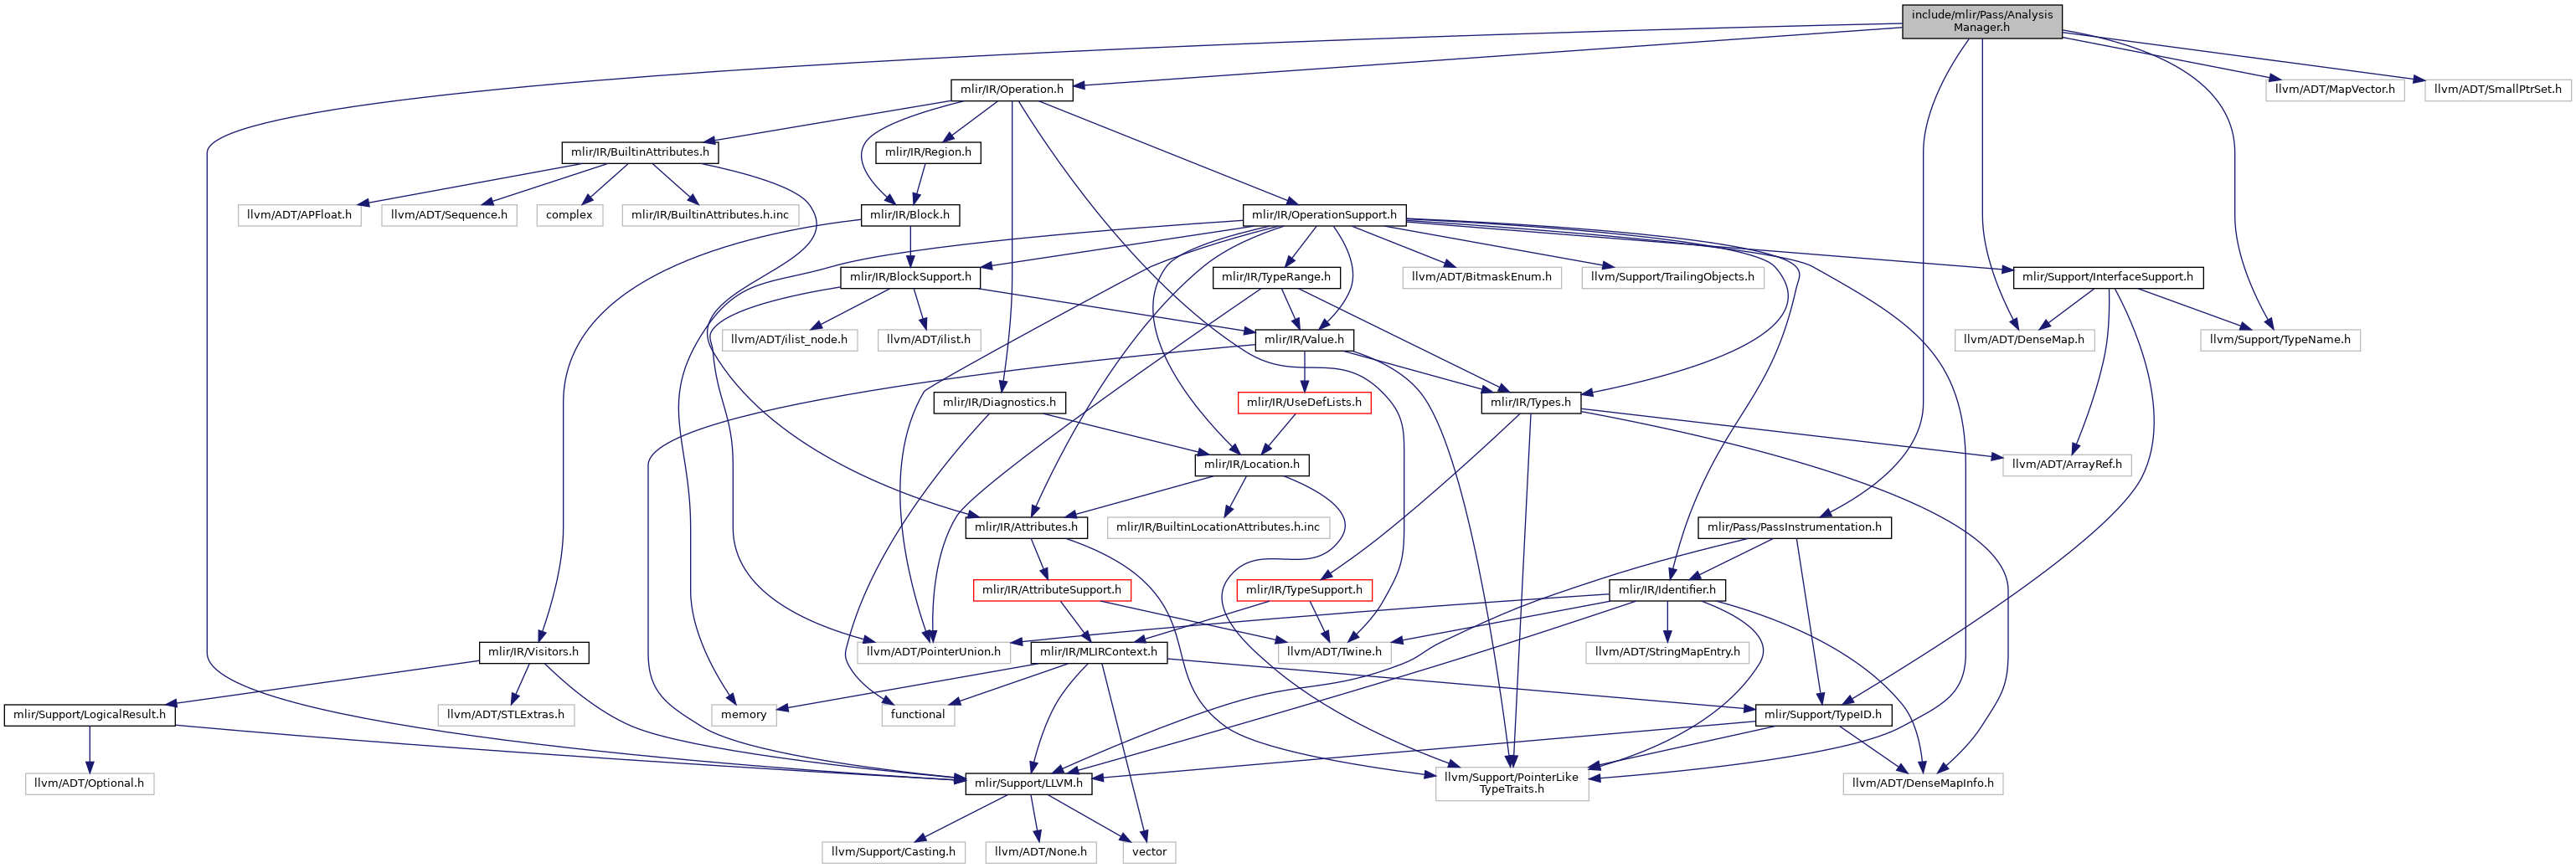 include/mlir/Pass/Analysis
Manager.h
mlir/IR/Operation.h
llvm/ADT/MapVector.h
llvm/ADT/SmallPtrSet.h
mlir/IR/BuiltinAttributes.h
mlir/IR/Region.h
llvm/ADT/APFloat.h
llvm/ADT/Sequence.h
complex
mlir/IR/BuiltinAttributes.h.inc
mlir/IR/Block.h
mlir/IR/OperationSupport.h
mlir/IR/BlockSupport.h
mlir/IR/TypeRange.h
llvm/ADT/BitmaskEnum.h
llvm/Support/TrailingObjects.h
mlir/Support/InterfaceSupport.h
llvm/ADT/ilist_node.h
llvm/ADT/ilist.h
mlir/IR/Value.h
llvm/ADT/DenseMap.h
llvm/Support/TypeName.h
mlir/IR/Diagnostics.h
mlir/IR/UseDefLists.h
mlir/IR/Types.h
mlir/IR/Location.h
llvm/ADT/ArrayRef.h
mlir/IR/Attributes.h
mlir/IR/BuiltinLocationAttributes.h.inc
mlir/Pass/PassInstrumentation.h
mlir/IR/AttributeSupport.h
mlir/IR/TypeSupport.h
mlir/IR/Identifier.h
mlir/IR/Visitors.h
llvm/ADT/PointerUnion.h
mlir/IR/MLIRContext.h
llvm/ADT/Twine.h
llvm/ADT/StringMapEntry.h
mlir/Support/LogicalResult.h
llvm/ADT/STLExtras.h
memory
functional
mlir/Support/TypeID.h
llvm/ADT/Optional.h
mlir/Support/LLVM.h
llvm/Support/PointerLike
TypeTraits.h
llvm/ADT/DenseMapInfo.h
llvm/Support/Casting.h
llvm/ADT/None.h
vector